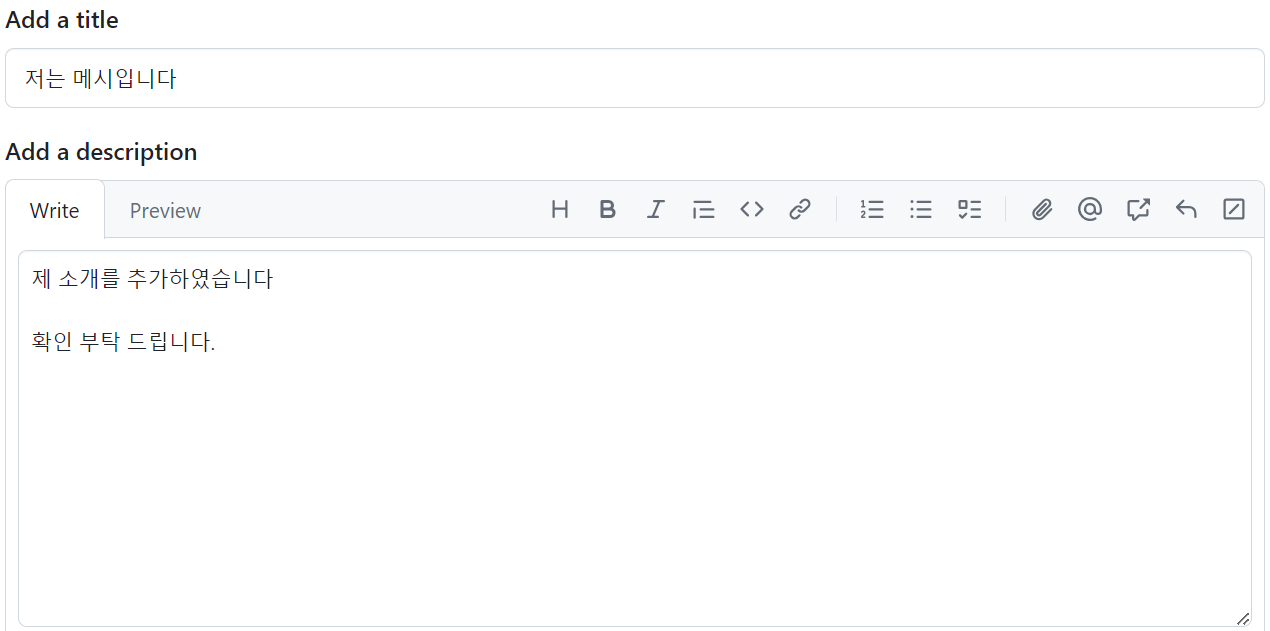 Add a title
저는 메시입니다
Add a description
Write Preview
제 소개를 추가하였습니다
확인 부탁 드립니다.